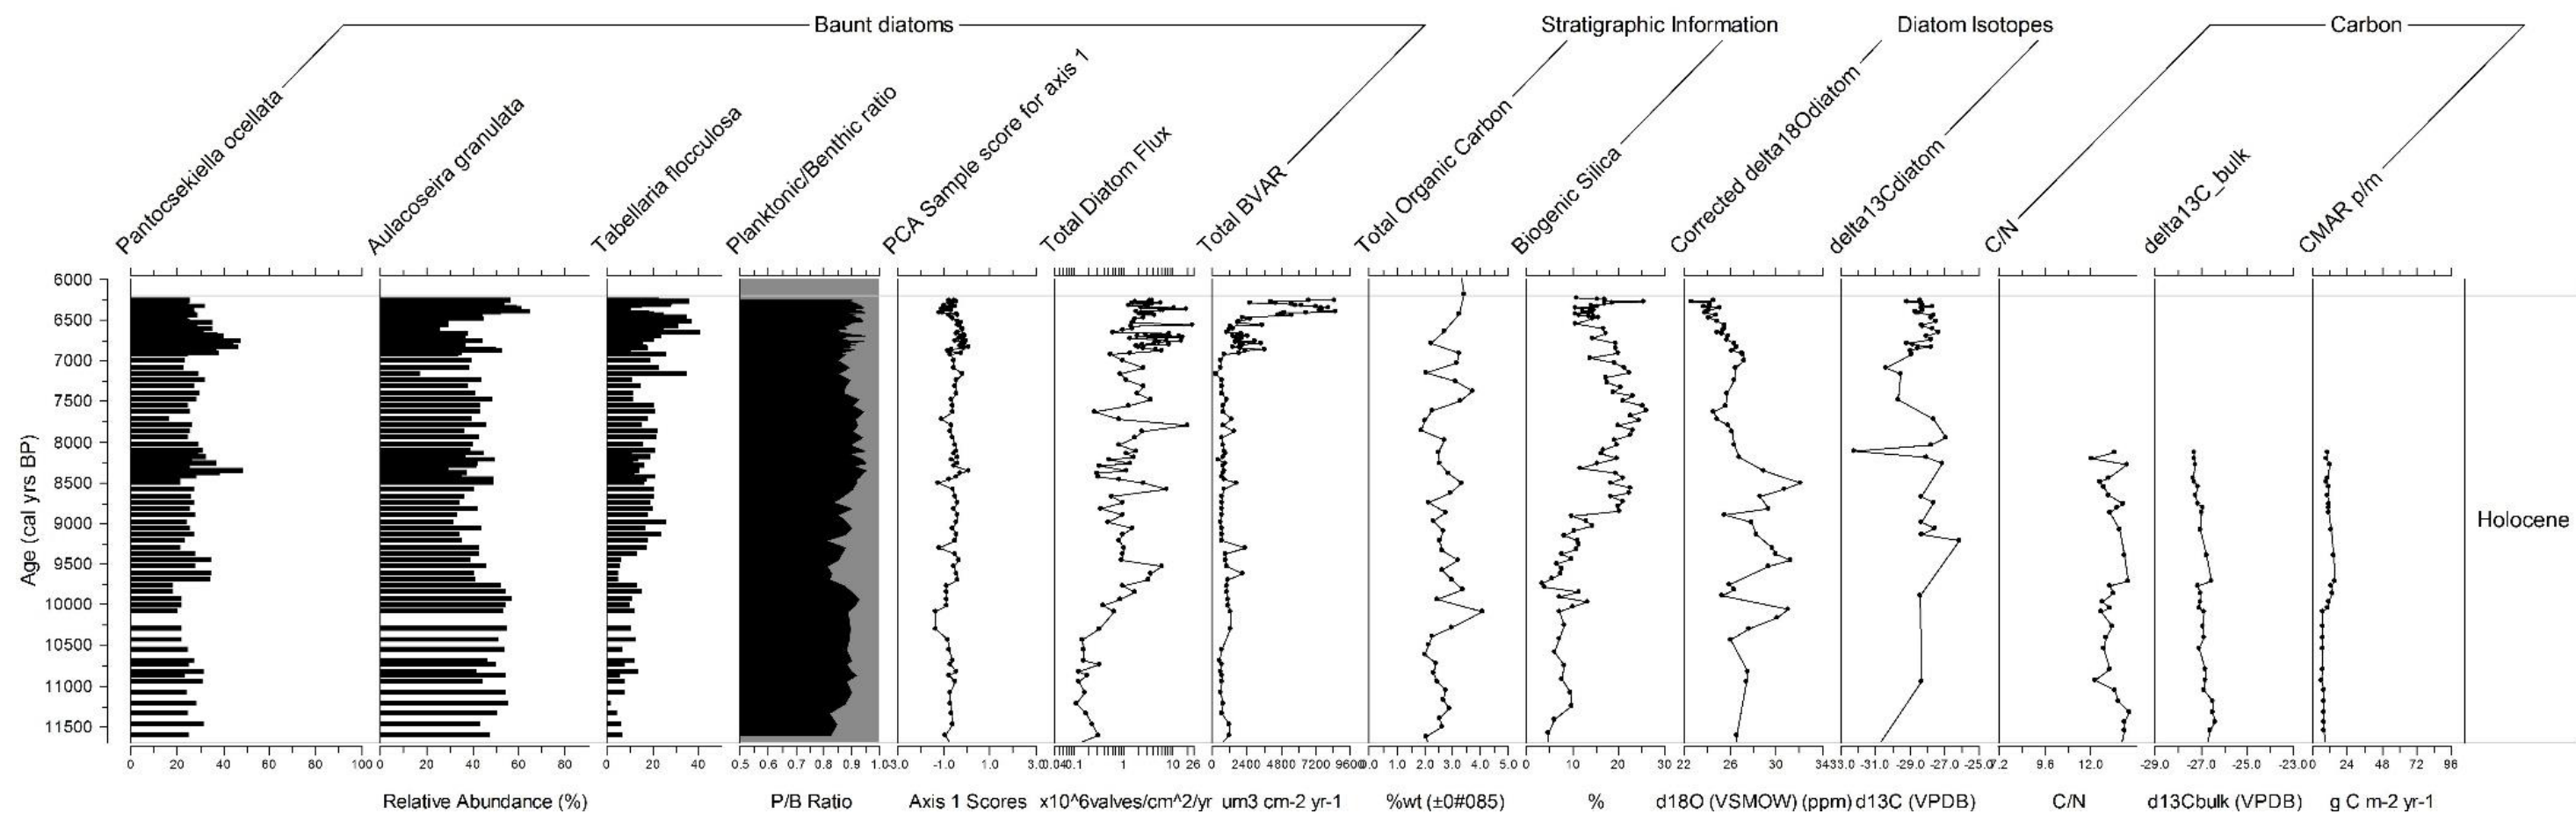 Baunt diatoms
Stratigraphic Information
Diatom Isotopes
Carbon
Pantocsekiella ocellata
Aulacoseira granulata
Tabellaria flocculosa
Planktonic/Benthic ratio
PCA Sample score for axis 1
Total Diatom Flux
Total BVAR
Total Organic Carbon
Biogenic Silica
Corrected delta18Odiatom
delta13Cdiatom
C/N
delta13C_bulk
CMAR p/m
Age (cal yrs BP)
6000
6500
7000
7500
8000
8500
9000
9500
10000
10500
11000
11500
Holocene
0 20 40 60 80 100 0 20 40 60 80 0 20 40 0.5 0.6 0.7 0.8 0.9 1.0 -3.0 -1.0 1.0 3.0 0.04 0.1 1 10 26 0 2400 4800 7200 9600 0.0 1.0 2.0 3.0 4.0 5.0 0 10 20 30 22 26 30 34 -33.0 -31.0 -29.0 -27.0 -25.0 7.2 9.6 12.0 -29.0 -27.0 -25.0 -23.0 0 24 48 72 96
Relative Abundance (%) P/B Ratio Axis 1 Scores x10^6valves/cm^2/yr um3 cm-2 yr-1 %wt (±0#085) % d18O (VSMOW) (ppm) d13C (VPDB) C/N d13Cbulk (VPDB) g C m-2 yr-1